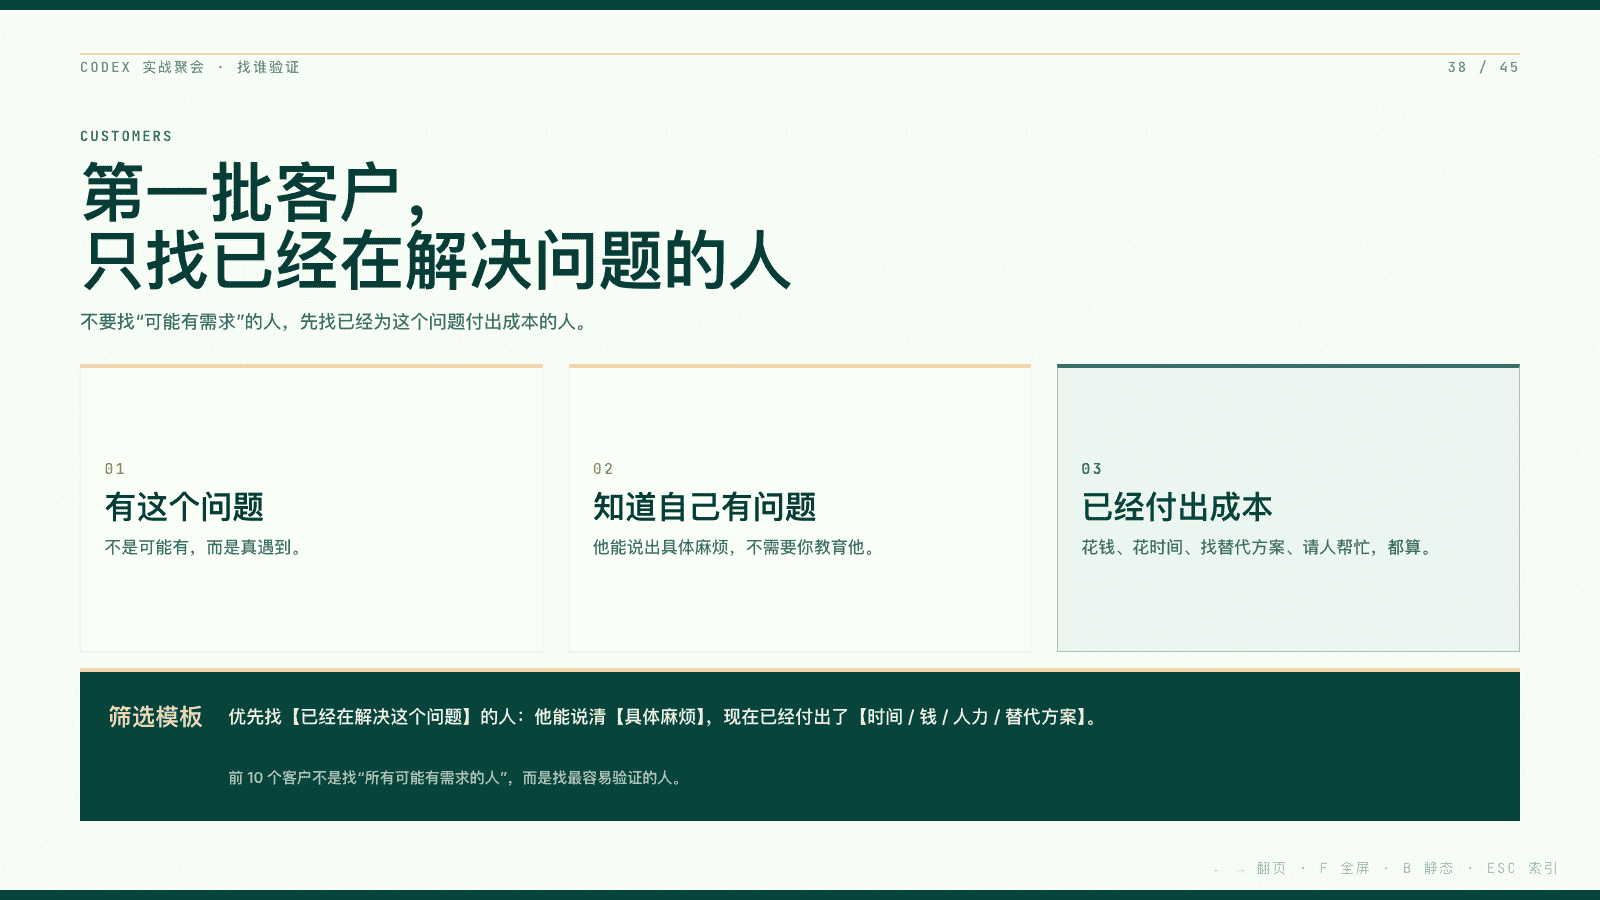 CODEX 实战聚会 · 找谁验证
38 / 45
CUSTOMERS
第一批客户，
只找已经在解决问题的人
不要找“可能有需求”的人，先找已经为这个问题付出成本的人。
01
有这个问题
不是可能有，而是真遇到。
02
知道自己有问题
他能说出具体麻烦，不需要你教育他。
03
已经付出成本
花钱、花时间、找替代方案、请人帮忙，都算。
筛选模板
优先找【已经在解决这个问题】的人：他能说清【具体麻烦】，现在已经付出了【时间 / 钱 / 人力 / 替代方案】。
前 10 个客户不是找“所有可能有需求的人”，而是找最容易验证的人。
← → 翻页 · F 全屏 · B 静态 · ESC 索引